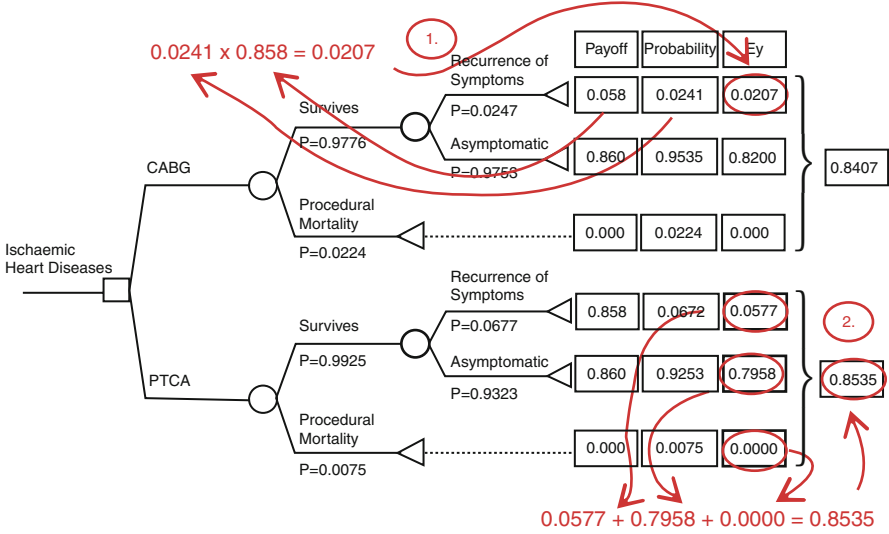 0.0241 x 0.858 = 0.0207
1.
Payoff Probability Ey
Recurrence of
Symptoms
P=0.0247
0.058 0.0241 0.0207
Survives
P=0.9776
Asymptomatic
P=0.9753
0.860 0.9535 0.8200
0.8407
CABG
Procedural
Mortality
P=0.0224
0.000 0.0224 0.000
Ischaemic
Heart Diseases
Recurrence of
Symptoms
P=0.0677
0.858 0.0672 0.0577
2.
Survives
P=0.9925
Asymptomatic
P=0.9323
0.860 0.9253 0.7958
0.8535
PTCA
Procedural
Mortality
P=0.0075
0.000 0.0075 0.0000
0.0577 + 0.7958 + 0.0000 = 0.8535